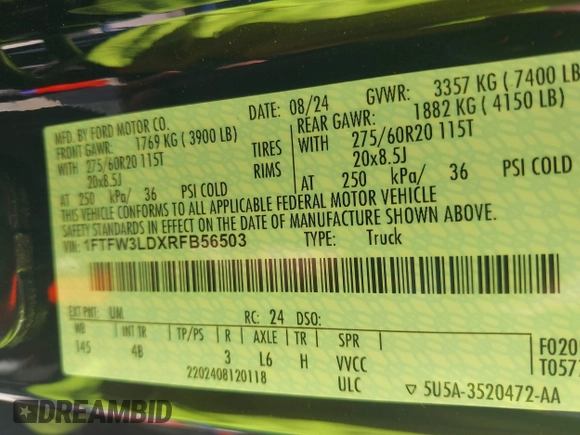 MFD. BY FORD MOTOR CO.
DATE: 08/24
GVWR: 3357 KG ( 7400 LB)
FRONT GAWR: 1769 KG ( 3900 LB)
REAR GAWR: 1882 KG ( 4150 LB)
WITH 275/60R20 115T
TIRES
WITH 275/60R20 115T
20x8.5J
RIMS
20x8.5J
AT 250 kPa/ 36 PSI COLD
AT 250 kPa/ 36 PSI COLD
THIS VEHICLE CONFORMS TO ALL APPLICABLE FEDERAL MOTOR VEHICLE
SAFETY STANDARDS IN EFFECT ON THE DATE OF MANUFACTURE SHOWN ABOVE.
VIN: 1FTFW3LDXRFB56503
TYPE: Truck
EXT PNT: UM
RC: 24 DSO:
WB INT TR TP/PS R AXLE TR SPR
145 4B 3 L6 H VVCC
ULC
2202408120118
F020
T057
▽ 5U5A-3520472-AA
DREAMBID